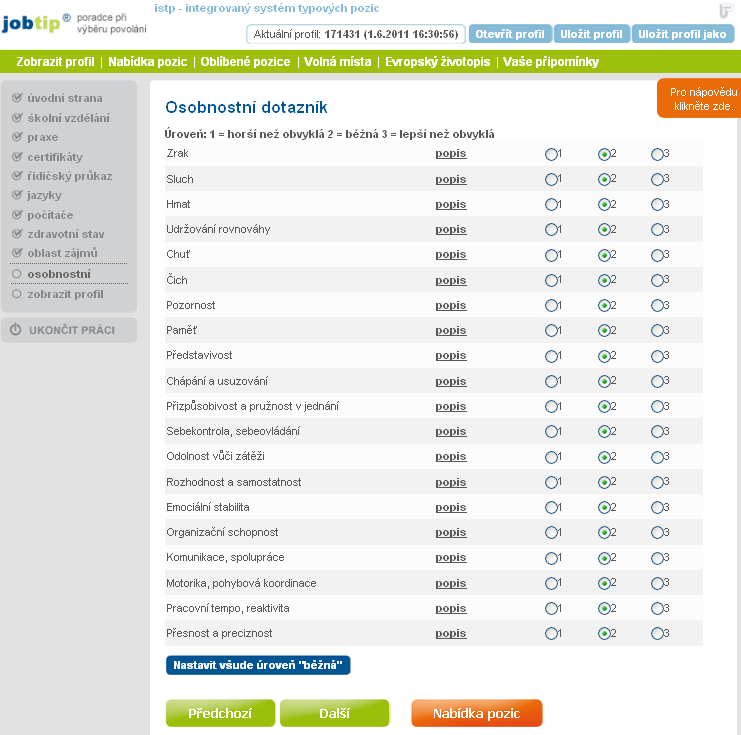 istp - integrovaný systém typových pozic
jobtip® poradce při
výběru povolání
Aktuální profil: 171431 (1.6.2011 16:30:56) Otevřít profil Uložit profil Uložit profil jako
Zobrazit profil | Nabídka pozic | Oblíbené pozice | Volná místa | Evropský životopis | Vaše připomínky
Pro nápovědu
klikněte zde.
úvodní strana
školní vzdělání
praxe
certifikáty
řidičský průkaz
jazyky
počítače
zdravotní stav
oblast zájmů
osobnostní
zobrazit profil
UKONČIT PRÁCI
Osobnostní dotazník
Úroveň: 1 = horší než obvyklá 2 = běžná 3 = lepší než obvyklá
Zrak popis 1 2 3
Sluch popis 1 2 3
Hmat popis 1 2 3
Udržování rovnováhy popis 1 2 3
Chuť popis 1 2 3
Čich popis 1 2 3
Pozornost popis 1 2 3
Paměť popis 1 2 3
Představivost popis 1 2 3
Chápání a usuzování popis 1 2 3
Přizpůsobivost a pružnost v jednání popis 1 2 3
Sebekontrola, sebeovládání popis 1 2 3
Odolnost vůči zátěži popis 1 2 3
Rozhodnost a samostatnost popis 1 2 3
Emociální stabilita popis 1 2 3
Organizační schopnost popis 1 2 3
Komunikace, spolupráce popis 1 2 3
Motorika, pohybová koordinace popis 1 2 3
Pracovní tempo, reaktivita popis 1 2 3
Přesnost a preciznost popis 1 2 3
Nastavit všude úroveň "běžná"
Předchozí Další Nabídka pozic